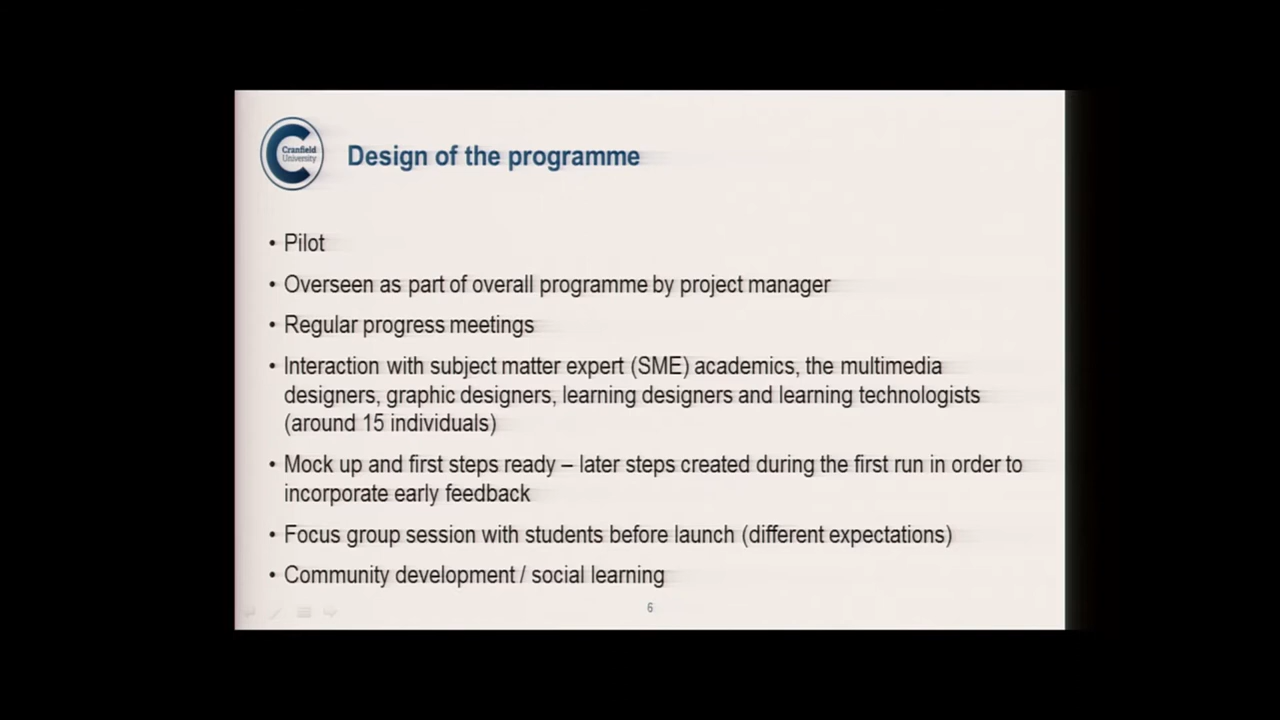 Cranfield
University
Design of the programme
• Pilot
• Overseen as part of overall programme by project manager
• Regular progress meetings
• Interaction with subject matter expert (SME) academics, the multimedia
designers, graphic designers, learning designers and learning technologists
(around 15 individuals)
• Mock up and first steps ready – later steps created during the first run in order to
incorporate early feedback
• Focus group session with students before launch (different expectations)
• Community development / social learning
6